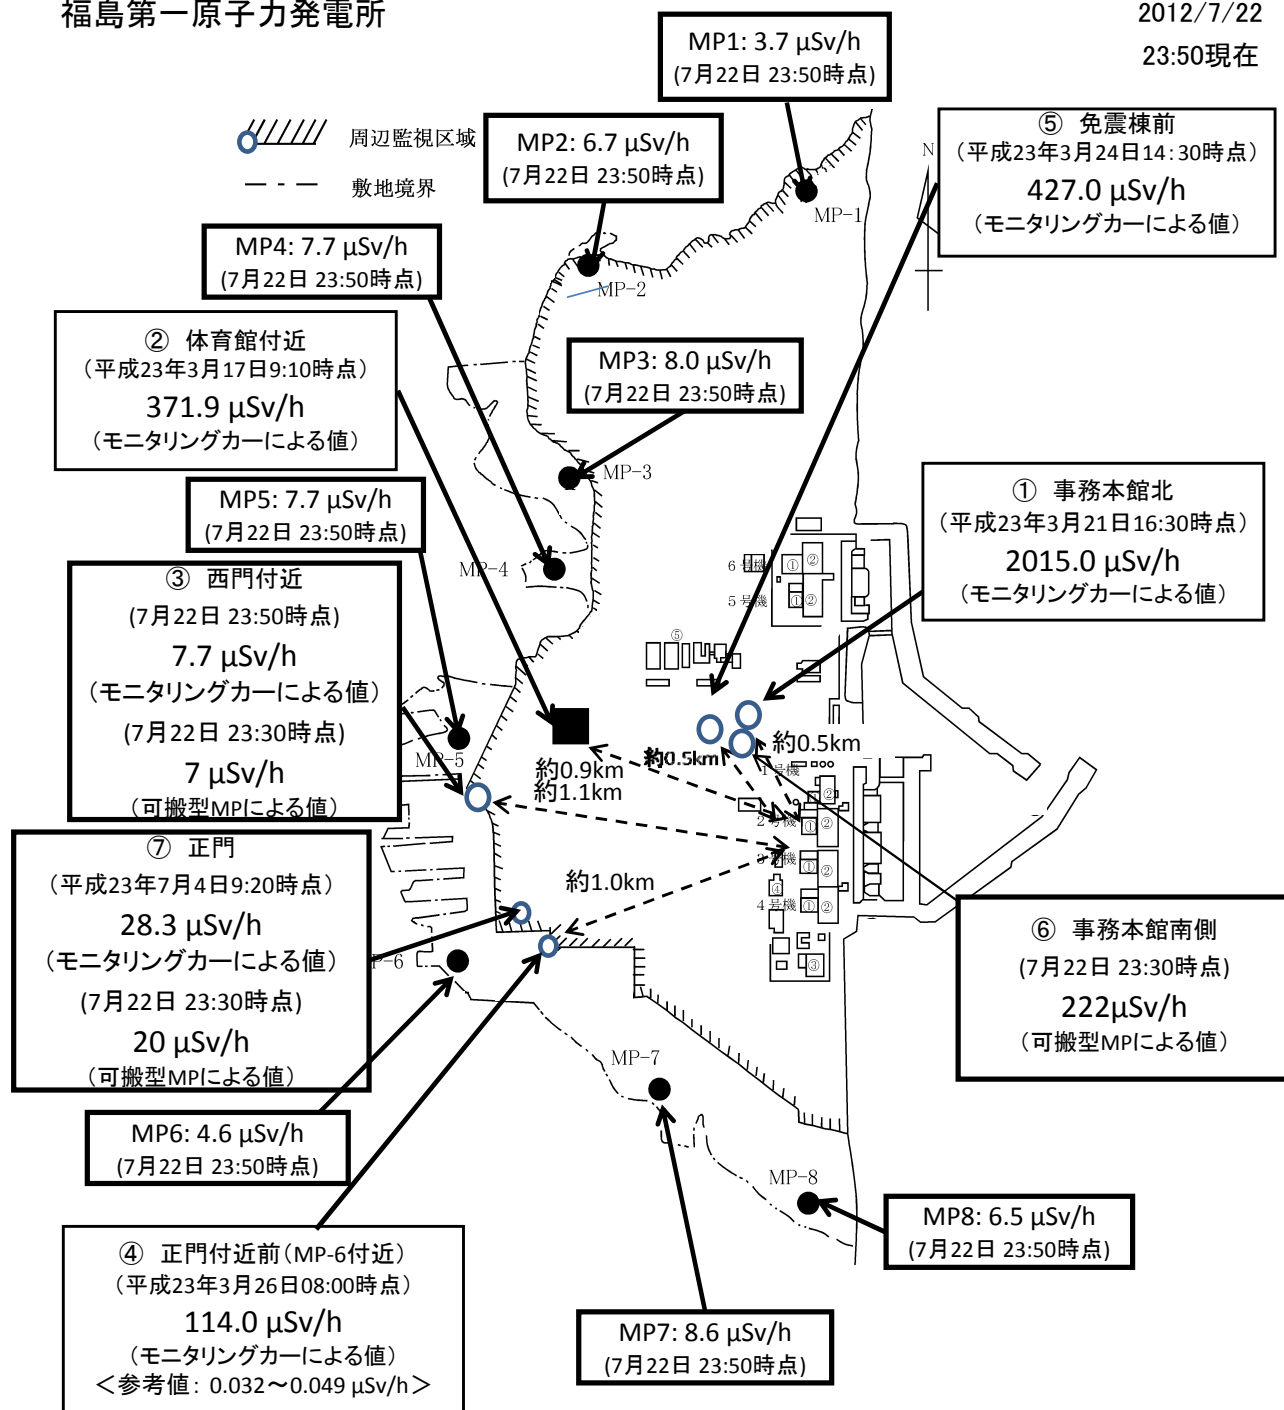 福島第一原子力発電所
2012/7/22
23:50現在
MP1: 3.7 μSv/h
(7月22日 23:50時点)
周辺監視区域
敷地境界
MP2: 6.7 μSv/h
(7月22日 23:50時点)
⑤ 免震棟前
(平成23年3月24日14:30時点)
427.0 μSv/h
(モニタリングカーによる値)
N
MP-1
MP4: 7.7 μSv/h
(7月22日 23:50時点)
MP-2
② 体育館付近
(平成23年3月17日9:10時点)
371.9 μSv/h
(モニタリングカーによる値)
MP3: 8.0 μSv/h
(7月22日 23:50時点)
MP-3
MP5: 7.7 μSv/h
(7月22日 23:50時点)
① 事務本館北
(平成23年3月21日16:30時点)
2015.0 μSv/h
(モニタリングカーによる値)
MP-4
6号機
① ②
5号機
① ②
⑤
③ 西門付近
(7月22日 23:50時点)
7.7 μSv/h
(モニタリングカーによる値)
(7月22日 23:30時点)
7 μSv/h
(可搬型MPによる値)
MP-5
約0.9km
約1.1km
約0.5km
約0.5km
1号機
① ②
2号機
① ②
3号機
① ②
④
4号機
① ②
③
約1.0km
⑦ 正門
(平成23年7月4日9:20時点)
28.3 μSv/h
(モニタリングカーによる値)
(7月22日 23:30時点)
20 μSv/h
(可搬型MPによる値)
P-6
⑥ 事務本館南側
(7月22日 23:30時点)
222μSv/h
(可搬型MPによる値)
MP-7
MP6: 4.6 μSv/h
(7月22日 23:50時点)
MP-8
MP8: 6.5 μSv/h
(7月22日 23:50時点)
④ 正門付近前(MP-6付近)
(平成23年3月26日08:00時点)
114.0 μSv/h
(モニタリングカーによる値)
<参考値: 0.032~0.049 μSv/h>
MP7: 8.6 μSv/h
(7月22日 23:50時点)